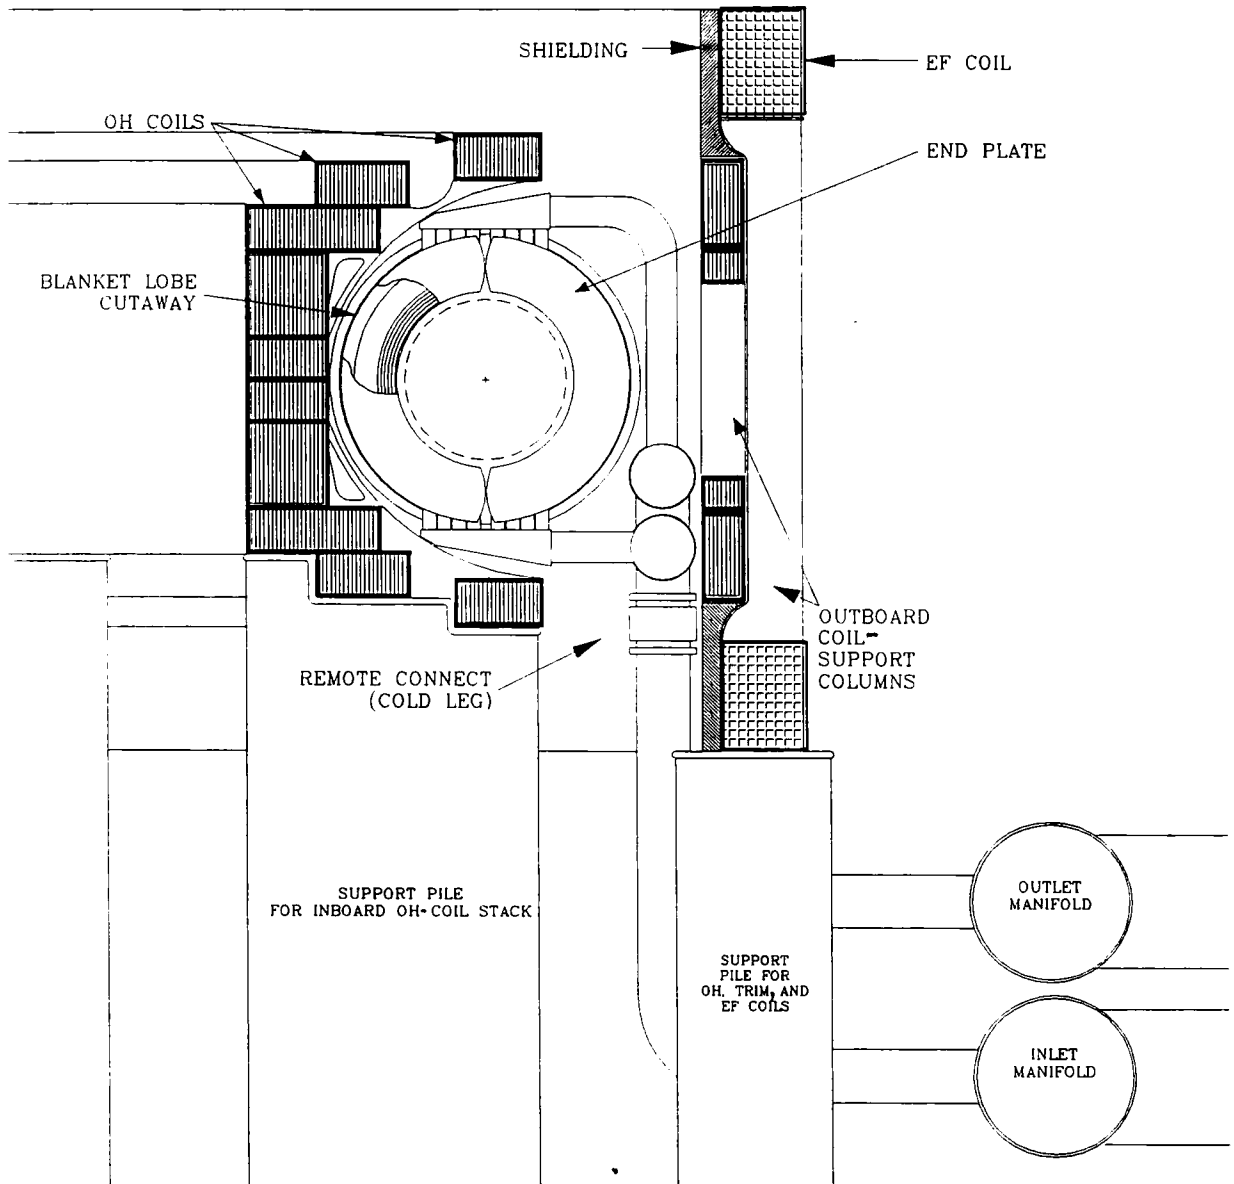 SHIELDING
EF COIL
OH COILS
END PLATE
BLANKET LOBE
CUTAWAY
OUTBOARD
COIL-
SUPPORT
COLUMNS
REMOTE CONNECT
(COLD LEG)
SUPPORT PILE
FOR INBOARD OH-COIL STACK
OUTLET
MANIFOLD
SUPPORT
PILE FOR
OH, TRIM, AND
EF COILS
INLET
MANIFOLD